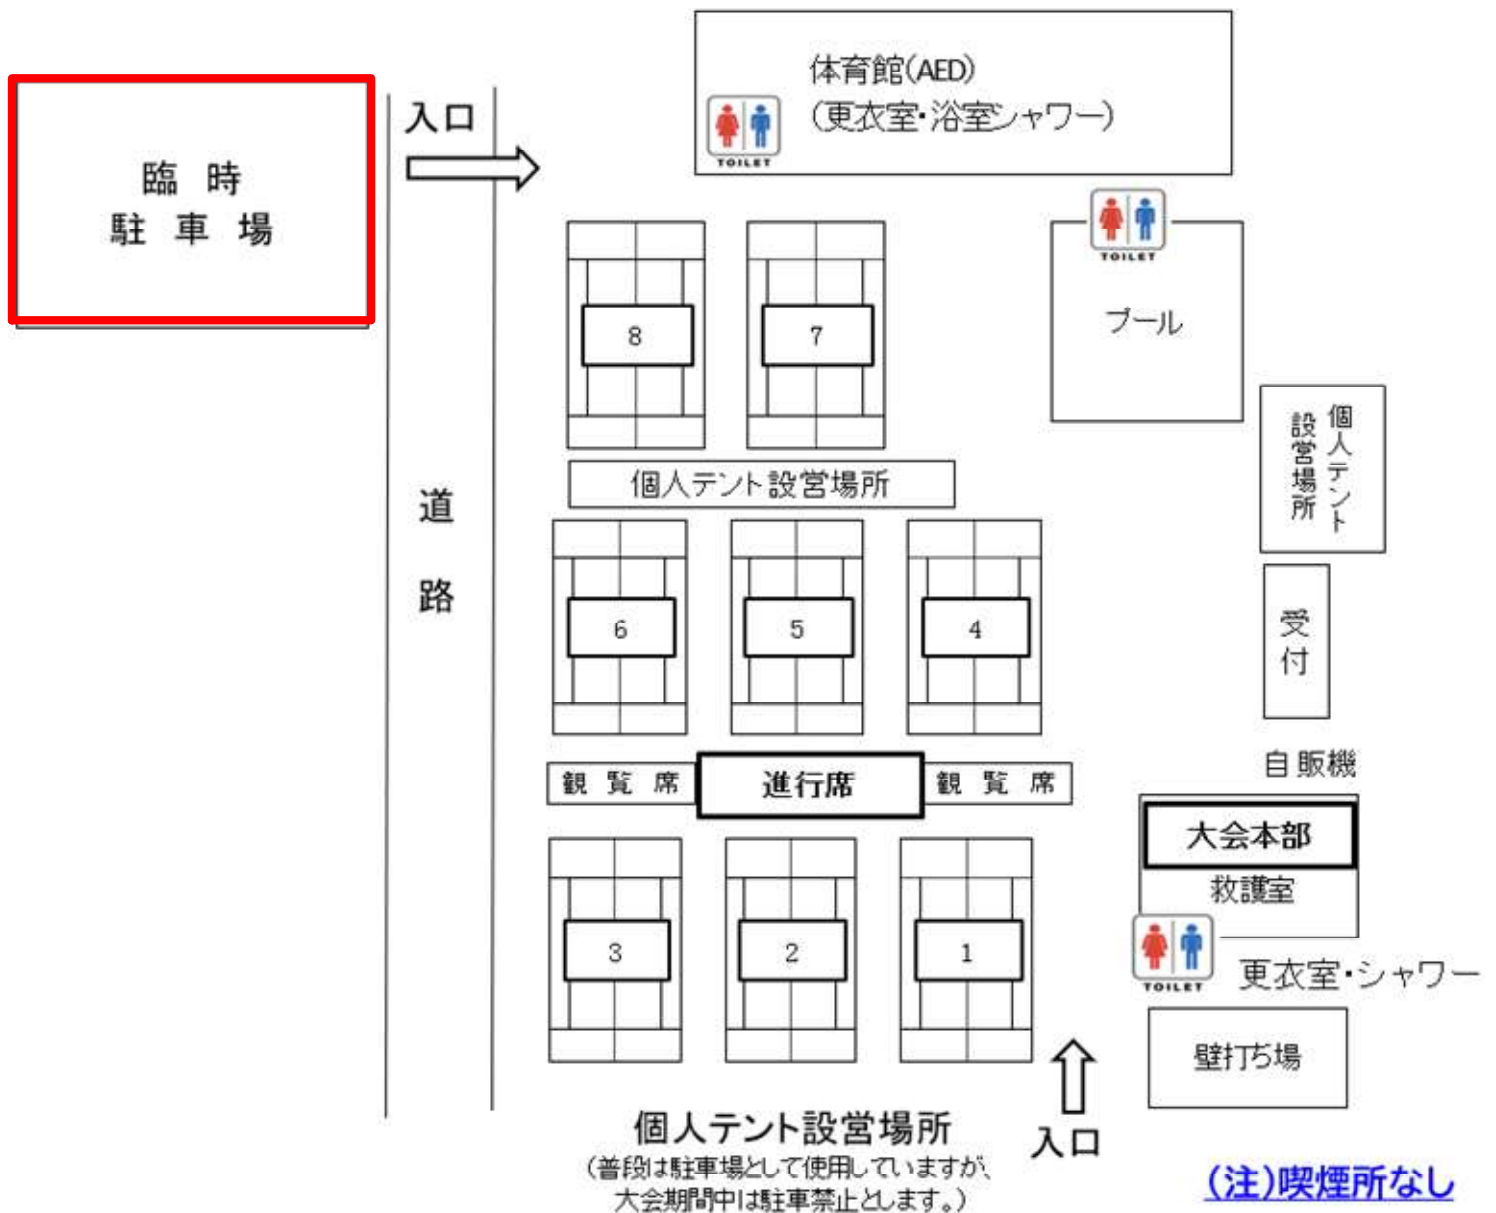 体育館(AED)
(更衣室・浴室シャワー)
TOILET
入口
臨 時
駐 車 場
TOILET
プール
8
7
個人テント
設営場所
個人テント設営場所
道
路
6
5
4
受
付
自販機
観 覧 席
進行席
観 覧 席
大会本部
救護室
3
2
1
TOILET
更衣室・シャワー
壁打ち場
個人テント設営場所
(普段は駐車場として使用していますが、
大会期間中は駐車禁止とします。)
入口
(注)喫煙所なし